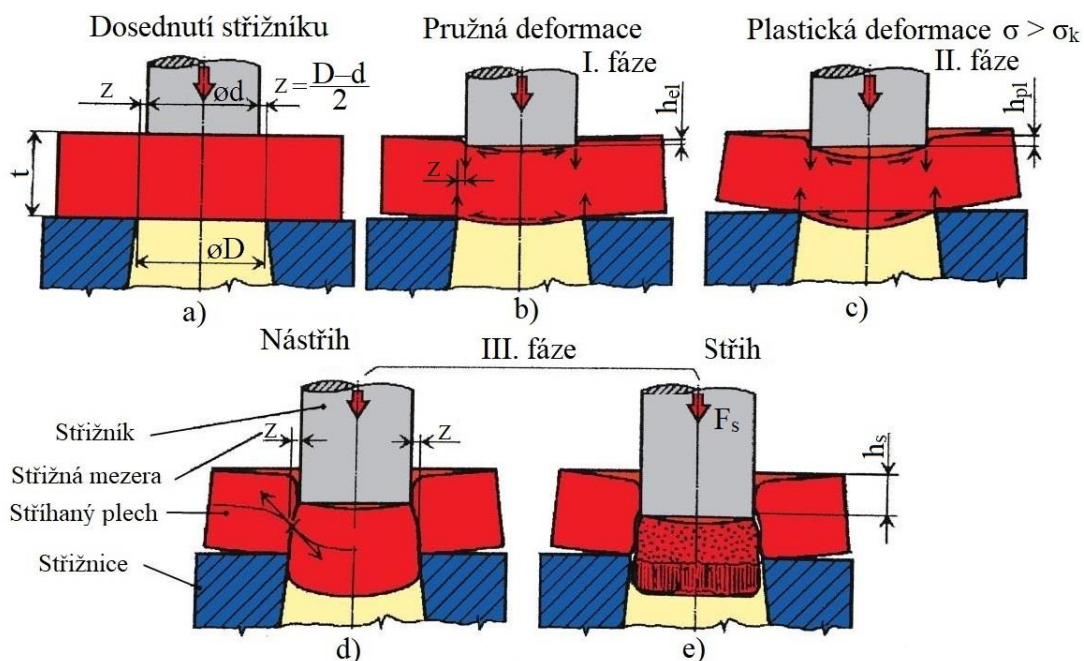 Dosednutí střižníku
z
ød
z = D–d / 2
t
øD
a)
Pružná deformace
I. fáze
hel
z
b)
Plastická deformace σ > σk
II. fáze
hpl
c)
Nástřih
III. fáze
Střih
Střižník
Střižná mezera
Stříhaný plech
Střižnice
z
z
d)
Fs
hs
e)